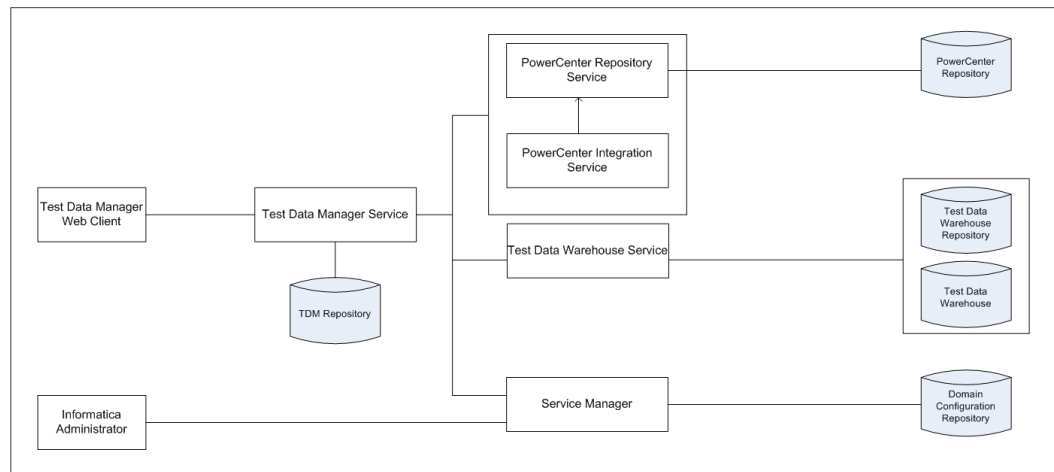 PowerCenter Repository
Service
PowerCenter
Repository
PowerCenter Integration
Service
Test Data Manager
Web Client
Test Data Manager Service
Test Data Warehouse Service
Test Data
Warehouse
Repository
Test Data
Warehouse
TDM Repository
Informatica
Administrator
Service Manager
Domain
Configuration
Repository